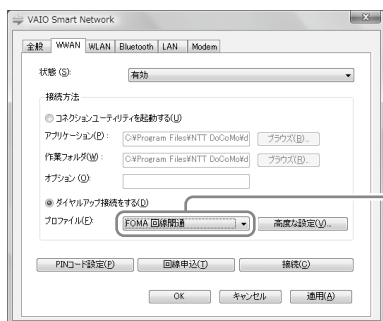 VAIO Smart Network
全般 WWAN WLAN Bluetooth LAN Modem
状態 (S): 有効
接続方法
コネクションユーティリティを起動する(U)
アプリケーション(P): C:¥Program Files¥NTT DoCoMo¥d ブラウズ(B)...
作業フォルダ(W): C:¥Program Files¥NTT DoCoMo¥d ブラウズ(X)...
オプション (O):
ダイヤルアップ接続をする(D)
プロファイル(F): FOMA 回線開通 高度な設定(V)...
PINコード設定(P) 回線申込(T) 接続(C)
OK キャンセル 適用(A)